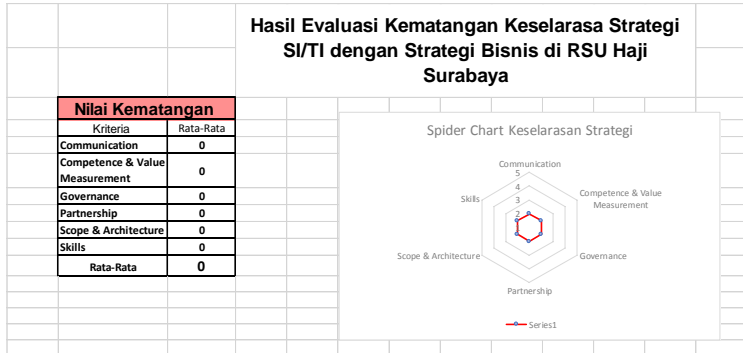 Hasil Evaluasi Kematangan Keselarasa Strategi
SI/TI dengan Strategi Bisnis di RSU Haji
Surabaya
Nilai Kematangan
Kriteria Rata-Rata
Communication 0
Competence & Value
Measurement 0
Governance 0
Partnership 0
Scope & Architecture 0
Skills 0
Rata-Rata 0
Spider Chart Keselarasan Strategi
Communication
5
4
3
2
Competence & Value
Measurement
Governance
Partnership
Scope & Architecture
Skills
Series1